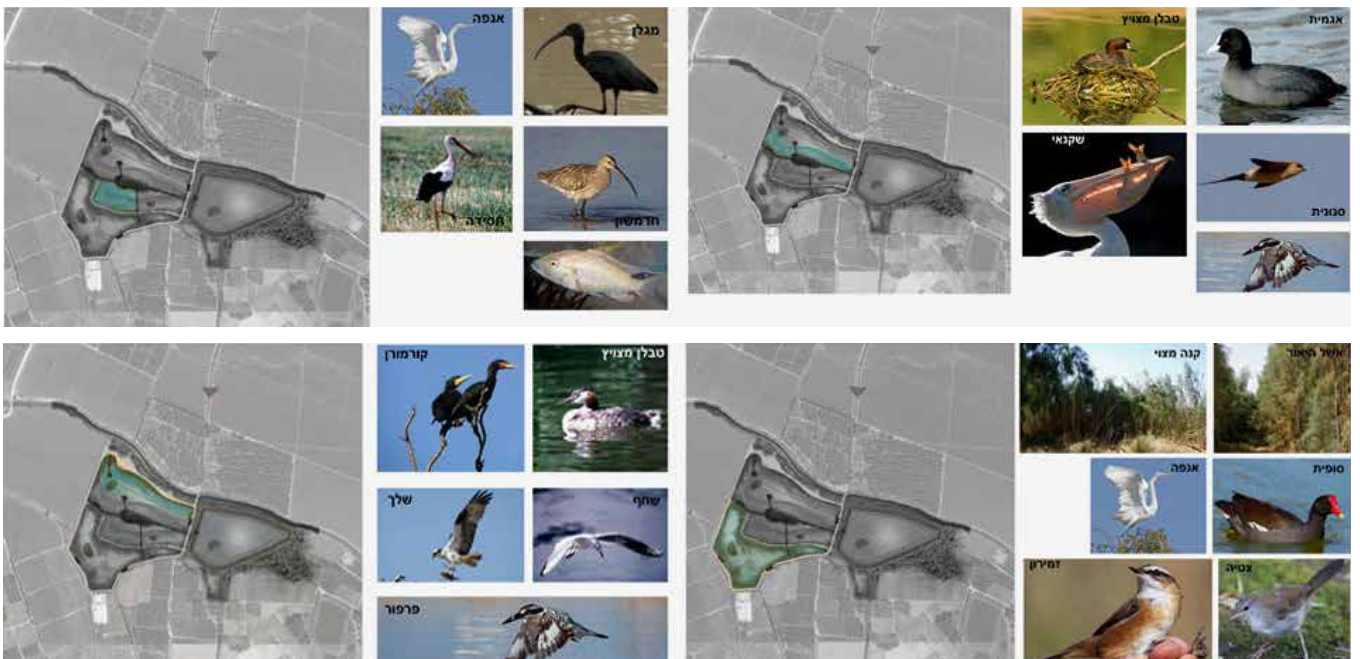 אנפה
מגלן
חסידה
חרמשון
טבלן מצויץ
אגמית
שקנאי
סנונית
קורמורן
טבלן מצויץ
שלך
שחף
פרפור
קנה מצוי
אשל היאור
אנפה
סופית
זמירון
צטיה